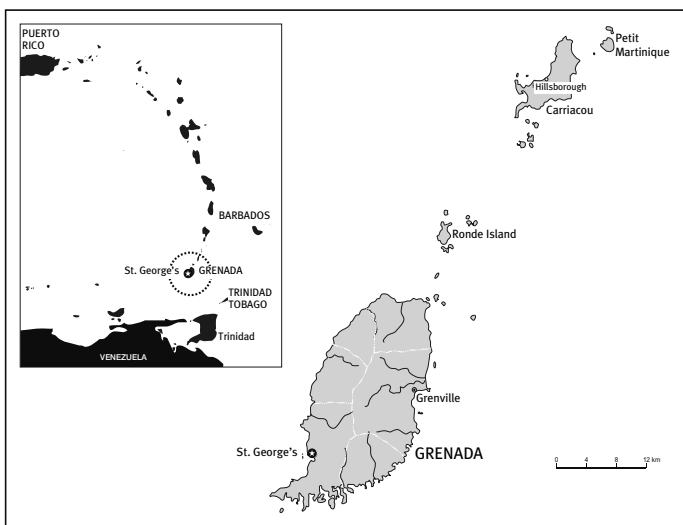 PUERTO
RICO
BARBADOS
St. George's
GRENADA
TRINIDAD
TOBAGO
Trinidad
VENEZUELA
Petit
Martinique
Hillsborough
Carriacou
Ronde Island
Grenville
St. George's
GRENADA
0 4 8 12 km